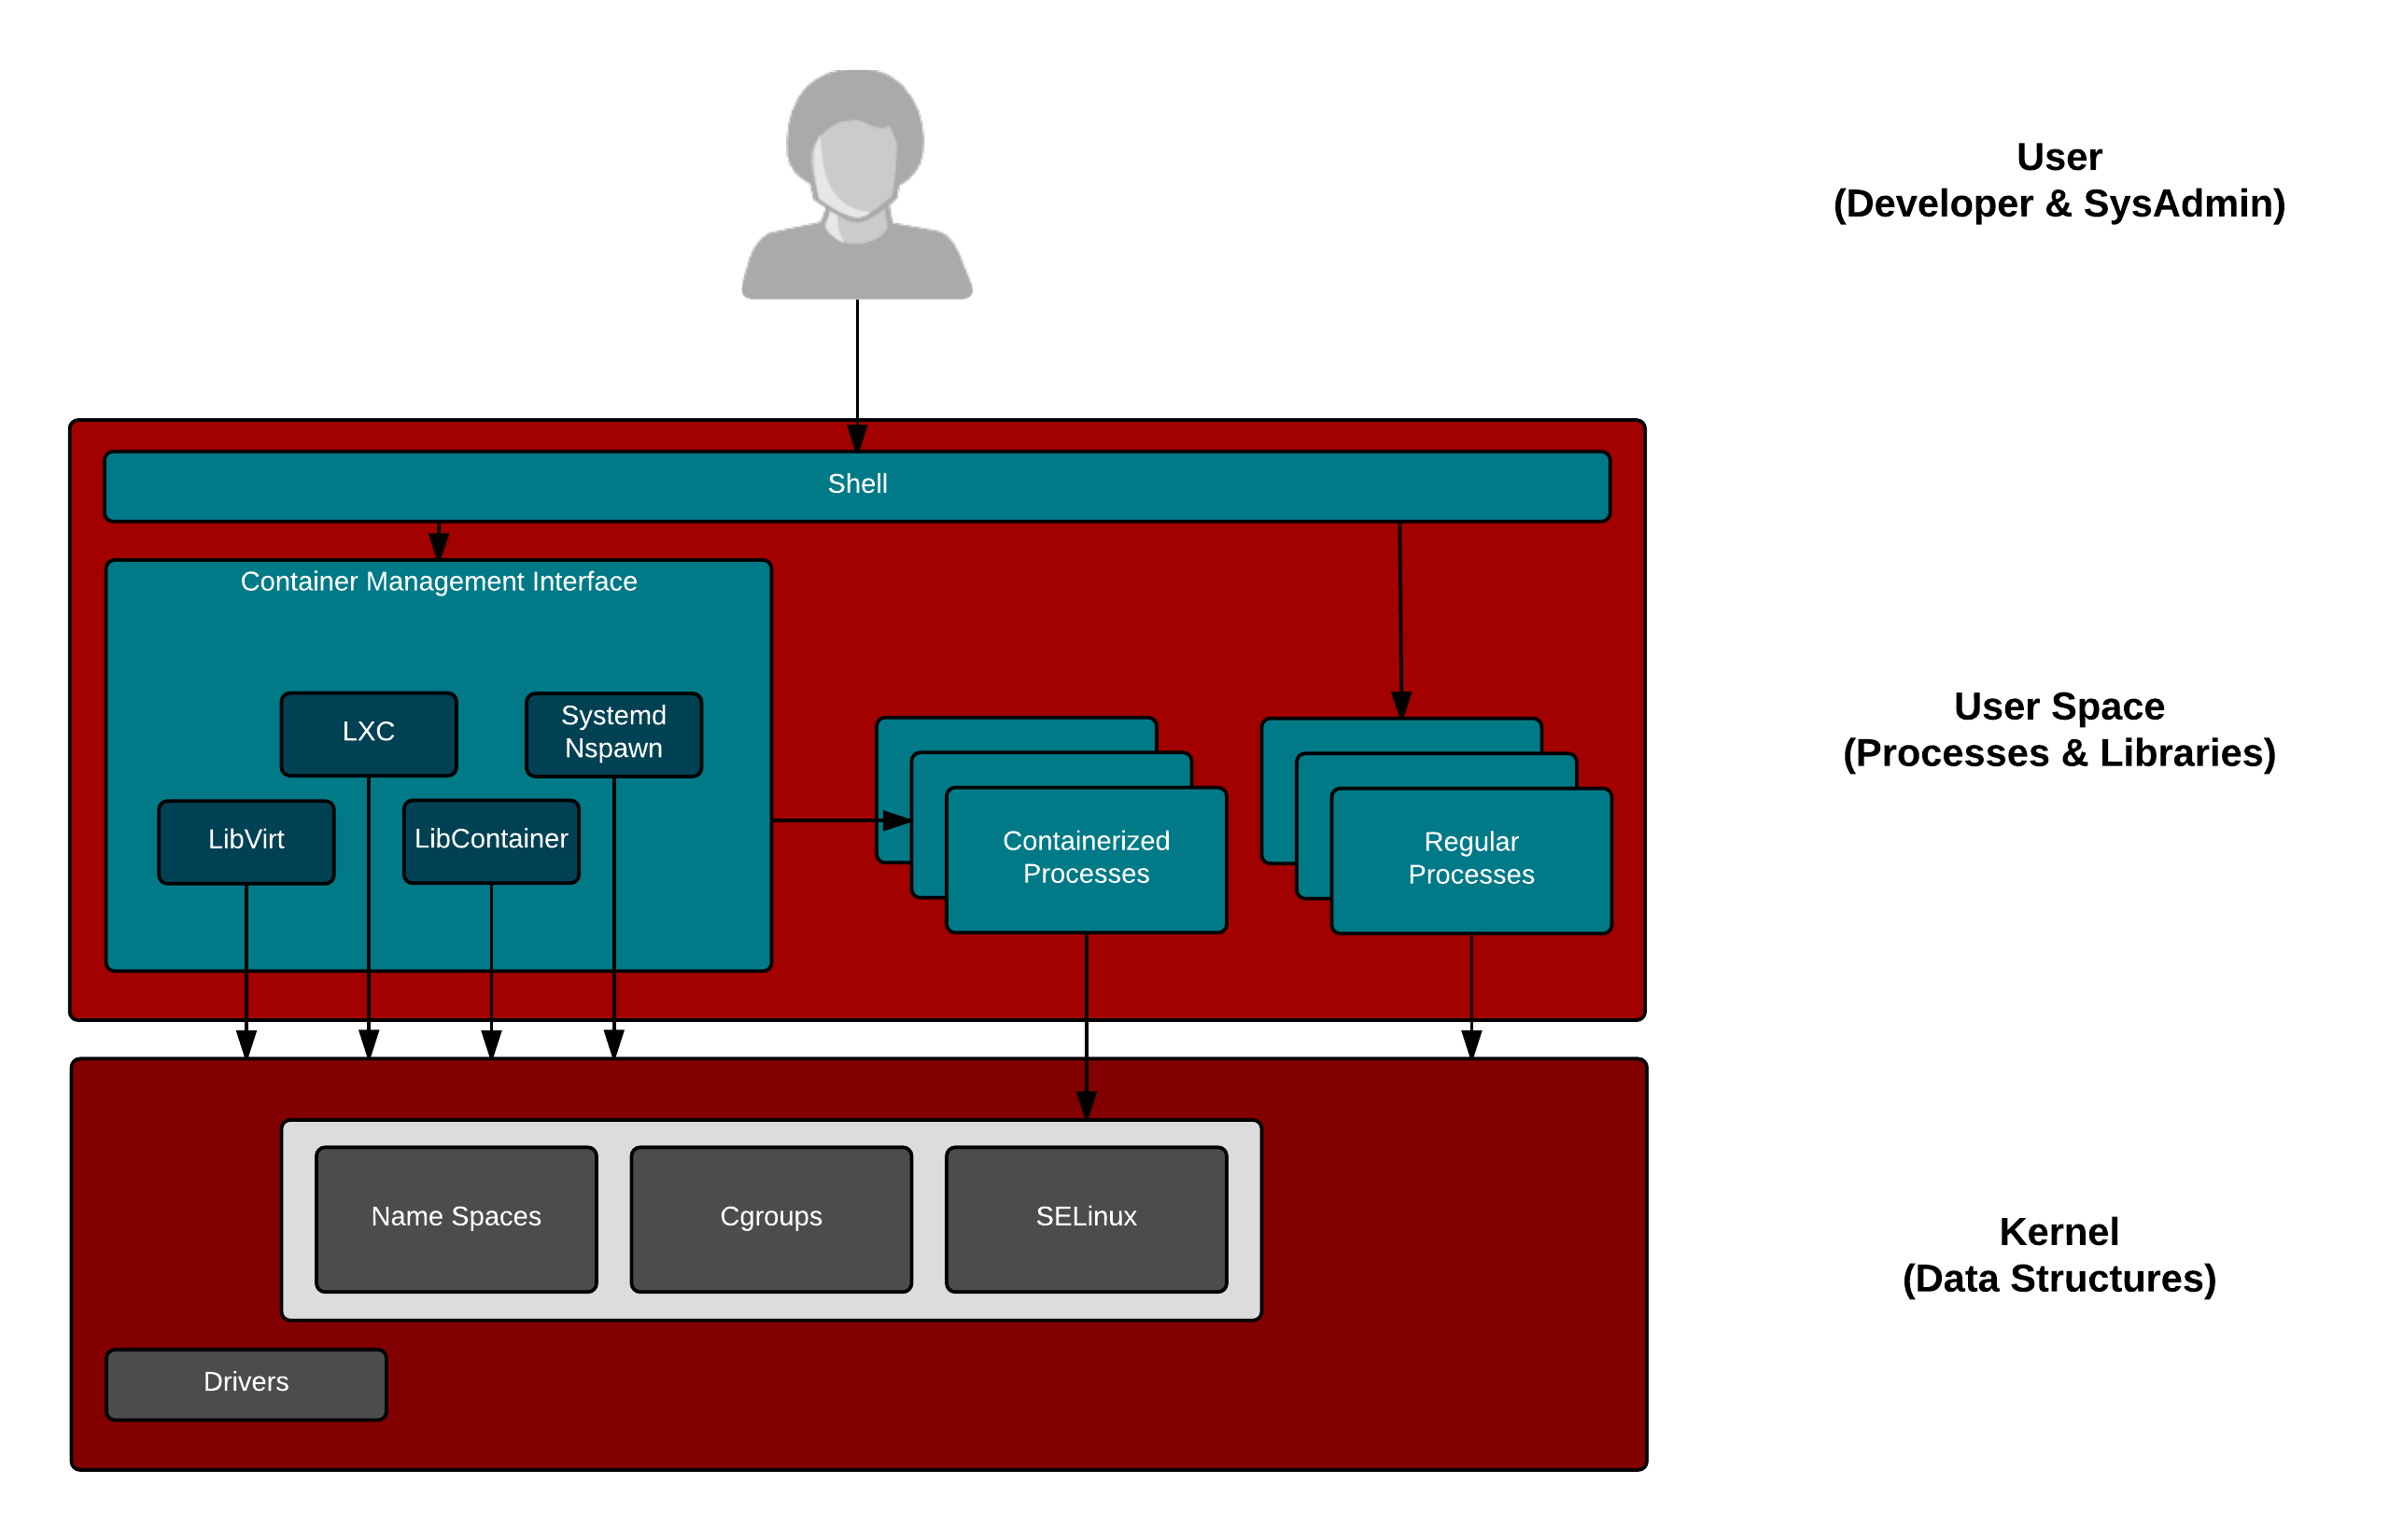 User
(Developer & SysAdmin)
Shell
Container Management Interface
LXC
Systemd
Nspawn
LibVirt
LibContainer
Containerized
Processes
Regular
Processes
User Space
(Processes & Libraries)
Name Spaces
Cgroups
SELinux
Drivers
Kernel
(Data Structures)